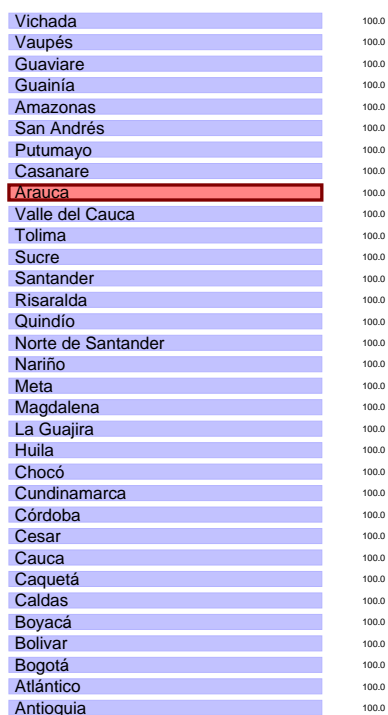 Vichada 100.0
Vaupés 100.0
Guaviare 100.0
Guainía 100.0
Amazonas 100.0
San Andrés 100.0
Putumayo 100.0
Casanare 100.0
Arauca 100.0
Valle del Cauca 100.0
Tolima 100.0
Sucre 100.0
Santander 100.0
Risaralda 100.0
Quindío 100.0
Norte de Santander 100.0
Nariño 100.0
Meta 100.0
Magdalena 100.0
La Guajira 100.0
Huila 100.0
Chocó 100.0
Cundinamarca 100.0
Córdoba 100.0
Cesar 100.0
Cauca 100.0
Caquetá 100.0
Caldas 100.0
Boyacá 100.0
Bolivar 100.0
Bogotá 100.0
Atlántico 100.0
Antioquia 100.0